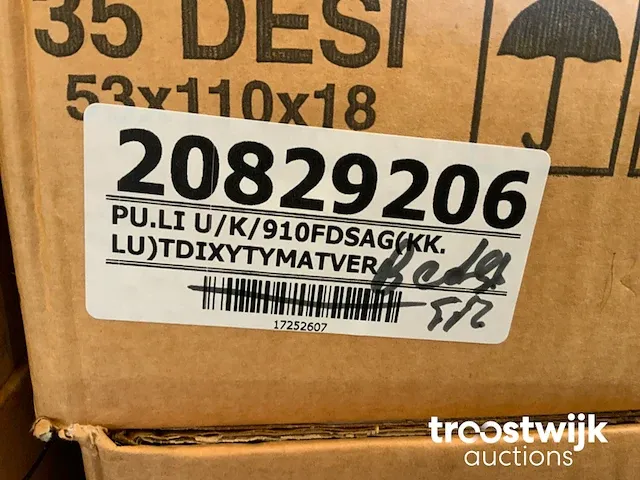 35 DESI
53x110x18
20829206
PU.LI U/K/910FDSAG(KK.
LU)TDIXYTYMATVER
17252607
troostwijk
auctions